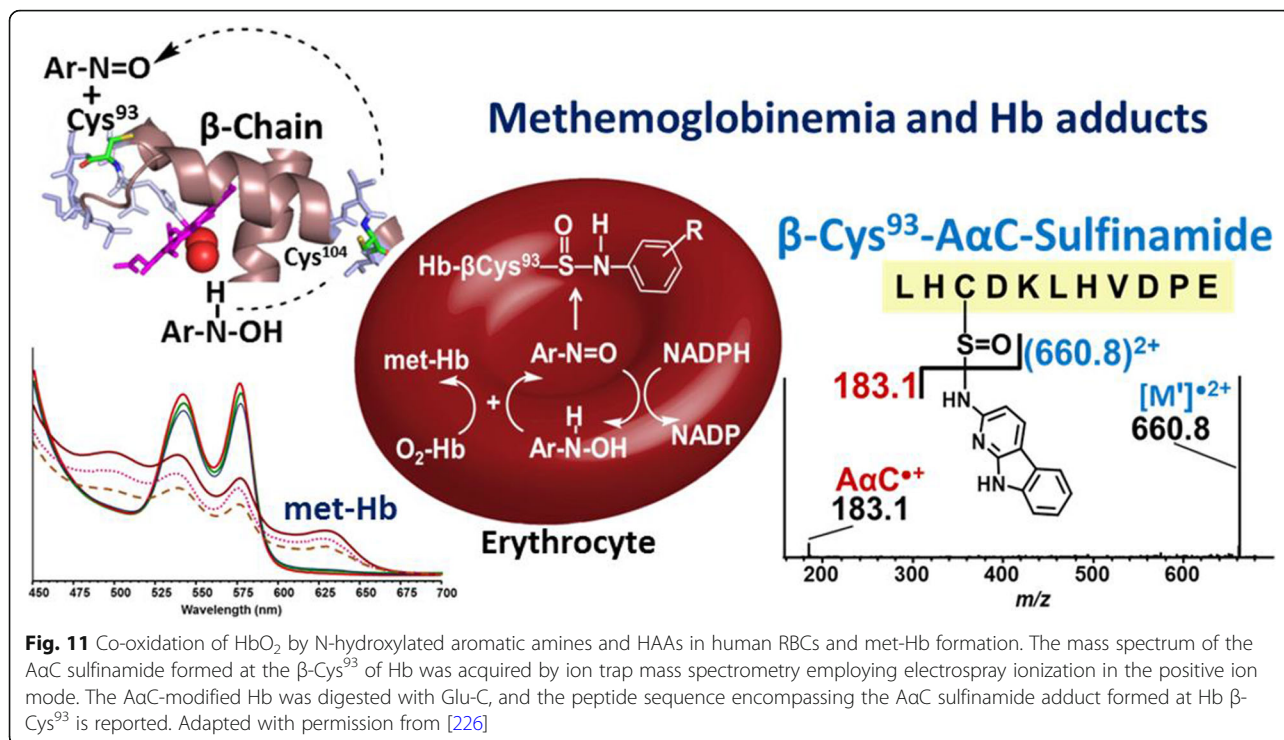 Ar-N=O
+
Cys93
β-Chain
Cys104
H
Ar-N-OH
Methemoglobinemia and Hb adducts
O
H
R
Hb-βCys93
S
N
met-Hb
Ar-N=O
NADPH
+
H
O2-Hb
Ar-N-OH
NADP
Erythrocyte
met-Hb
450 475 500 525 550 575 600 625 650 675 700
Wavelength (nm)
β-Cys93-AαC-Sulfinamide
L H C D K L H V D P E
S=O
(660.8)2+
183.1
HN
N
HN
[M']•2+
660.8
AαC•+
183.1
200 300 400 500 600
m/z
Fig. 11 Co-oxidation of HbO2 by N-hydroxylated aromatic amines and HAAs in human RBCs and met-Hb formation. The mass spectrum of the
AαC sulfinamide formed at the β-Cys93 of Hb was acquired by ion trap mass spectrometry employing electrospray ionization in the positive ion
mode. The AαC-modified Hb was digested with Glu-C, and the peptide sequence encompassing the AαC sulfinamide adduct formed at Hb β-
Cys93 is reported. Adapted with permission from [226]